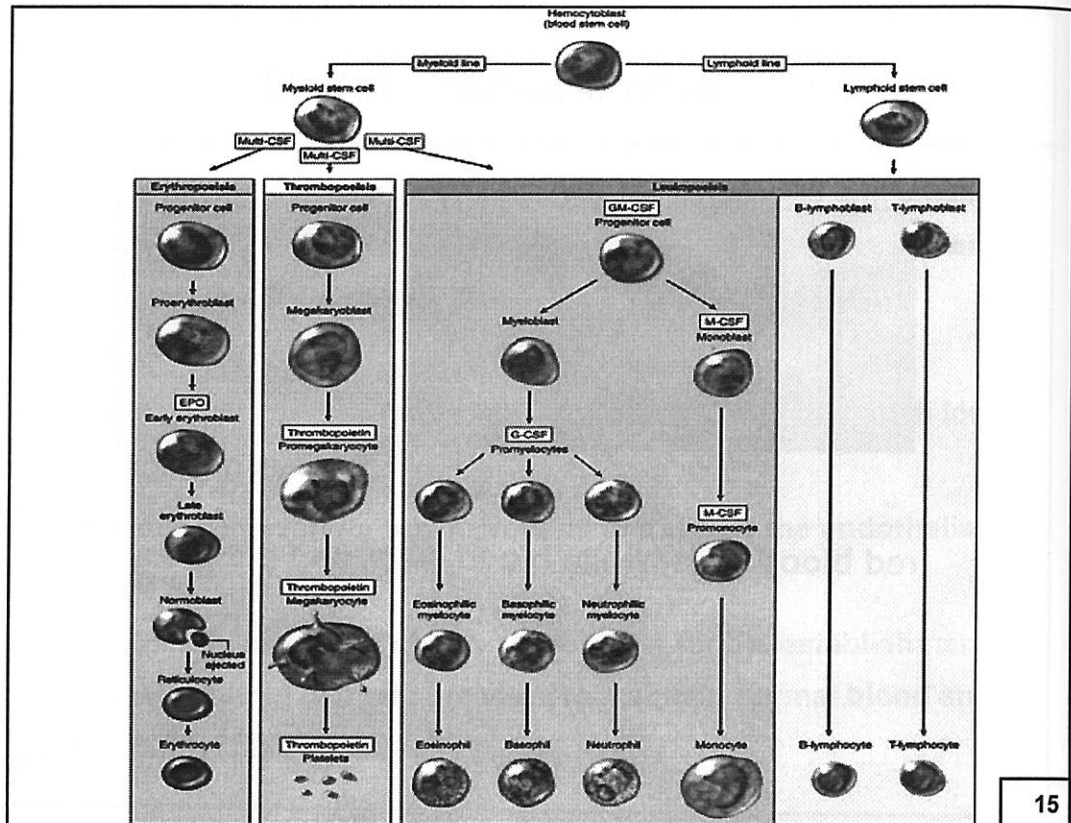 Hemocytoblast
(blood stem cell)
Myeloid line
Lymphoid line
Myeloid stem cell
Lymphoid stem cell
Multi-CSF
Multi-CSF
Multi-CSF
Erythropoiesis
Thrombopoiesis
Leukopoiesis
Progenitor cell
Proerythroblast
EPO
Early erythroblast
Late
erythroblast
Normoblast
Nucleus
ejected
Reticulocyte
Erythrocyte
Progenitor cell
Megakaryoblast
Thrombopoietin
Promegakaryocyte
Thrombopoietin
Megakaryocyte
Thrombopoietin
Platelets
GM-CSF
Progenitor cell
Myeloblast
M-CSF
Monoblast
G-CSF
Promyelocytes
M-CSF
Promonocyte
Eosinophilic
myelocyte
Basophilic
myelocyte
Neutrophilic
myelocyte
Eosinophil
Basophil
Neutrophil
Monocyte
B-lymphoblast
T-lymphoblast
B-lymphocyte
T-lymphocyte
15